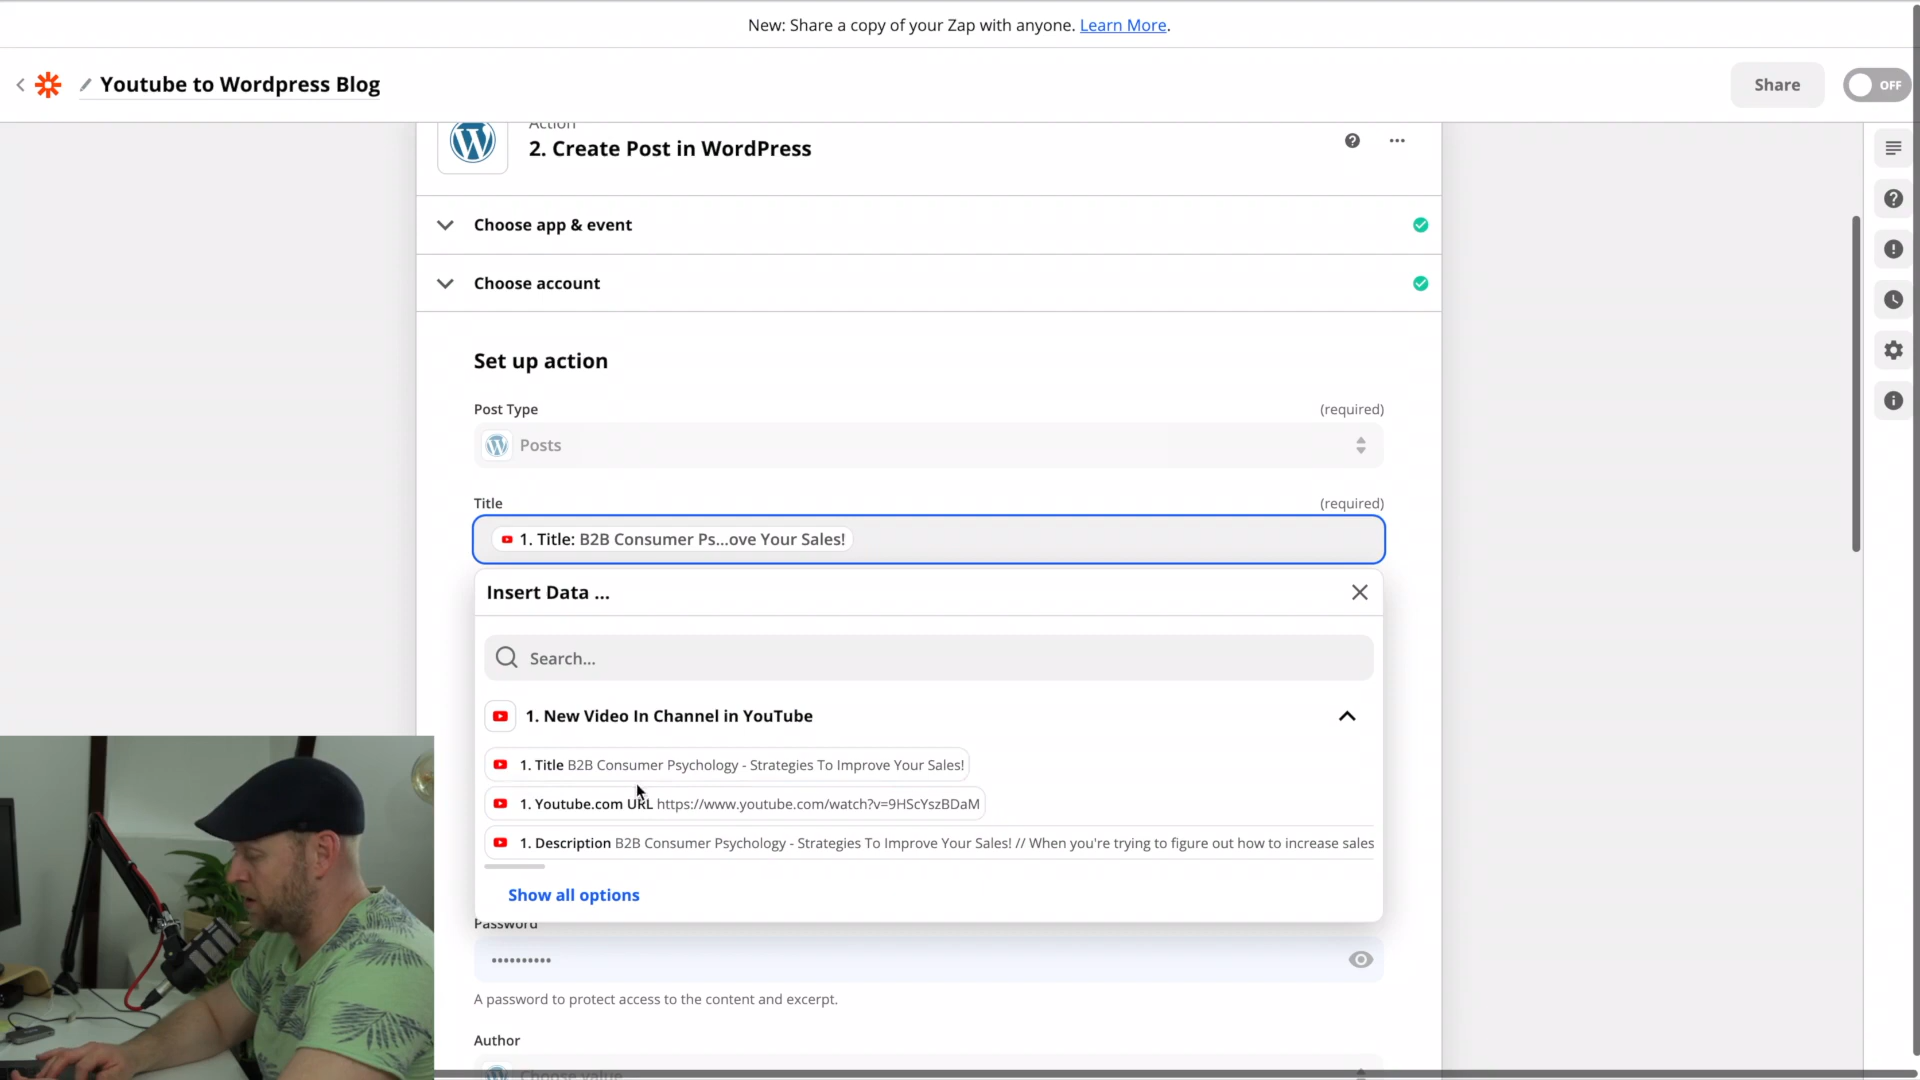 New: Share a copy of your Zap with anyone. Learn More.
Youtube to Wordpress Blog
Share
OFF
Action
2. Create Post in WordPress
Choose app & event
Choose account
Set up action
Post Type
(required)
Posts
Title
(required)
1. Title: B2B Consumer Ps...ove Your Sales!
Insert Data ...
Search...
1. New Video In Channel in YouTube
1. Title B2B Consumer Psychology - Strategies To Improve Your Sales!
1. Youtube.com URL https://www.youtube.com/watch?v=9HScYszBDaM
1. Description B2B Consumer Psychology - Strategies To Improve Your Sales! // When you're trying to figure out how to increase sales
Show all options
Password
••••••••••
A password to protect access to the content and excerpt.
Author
Choose value